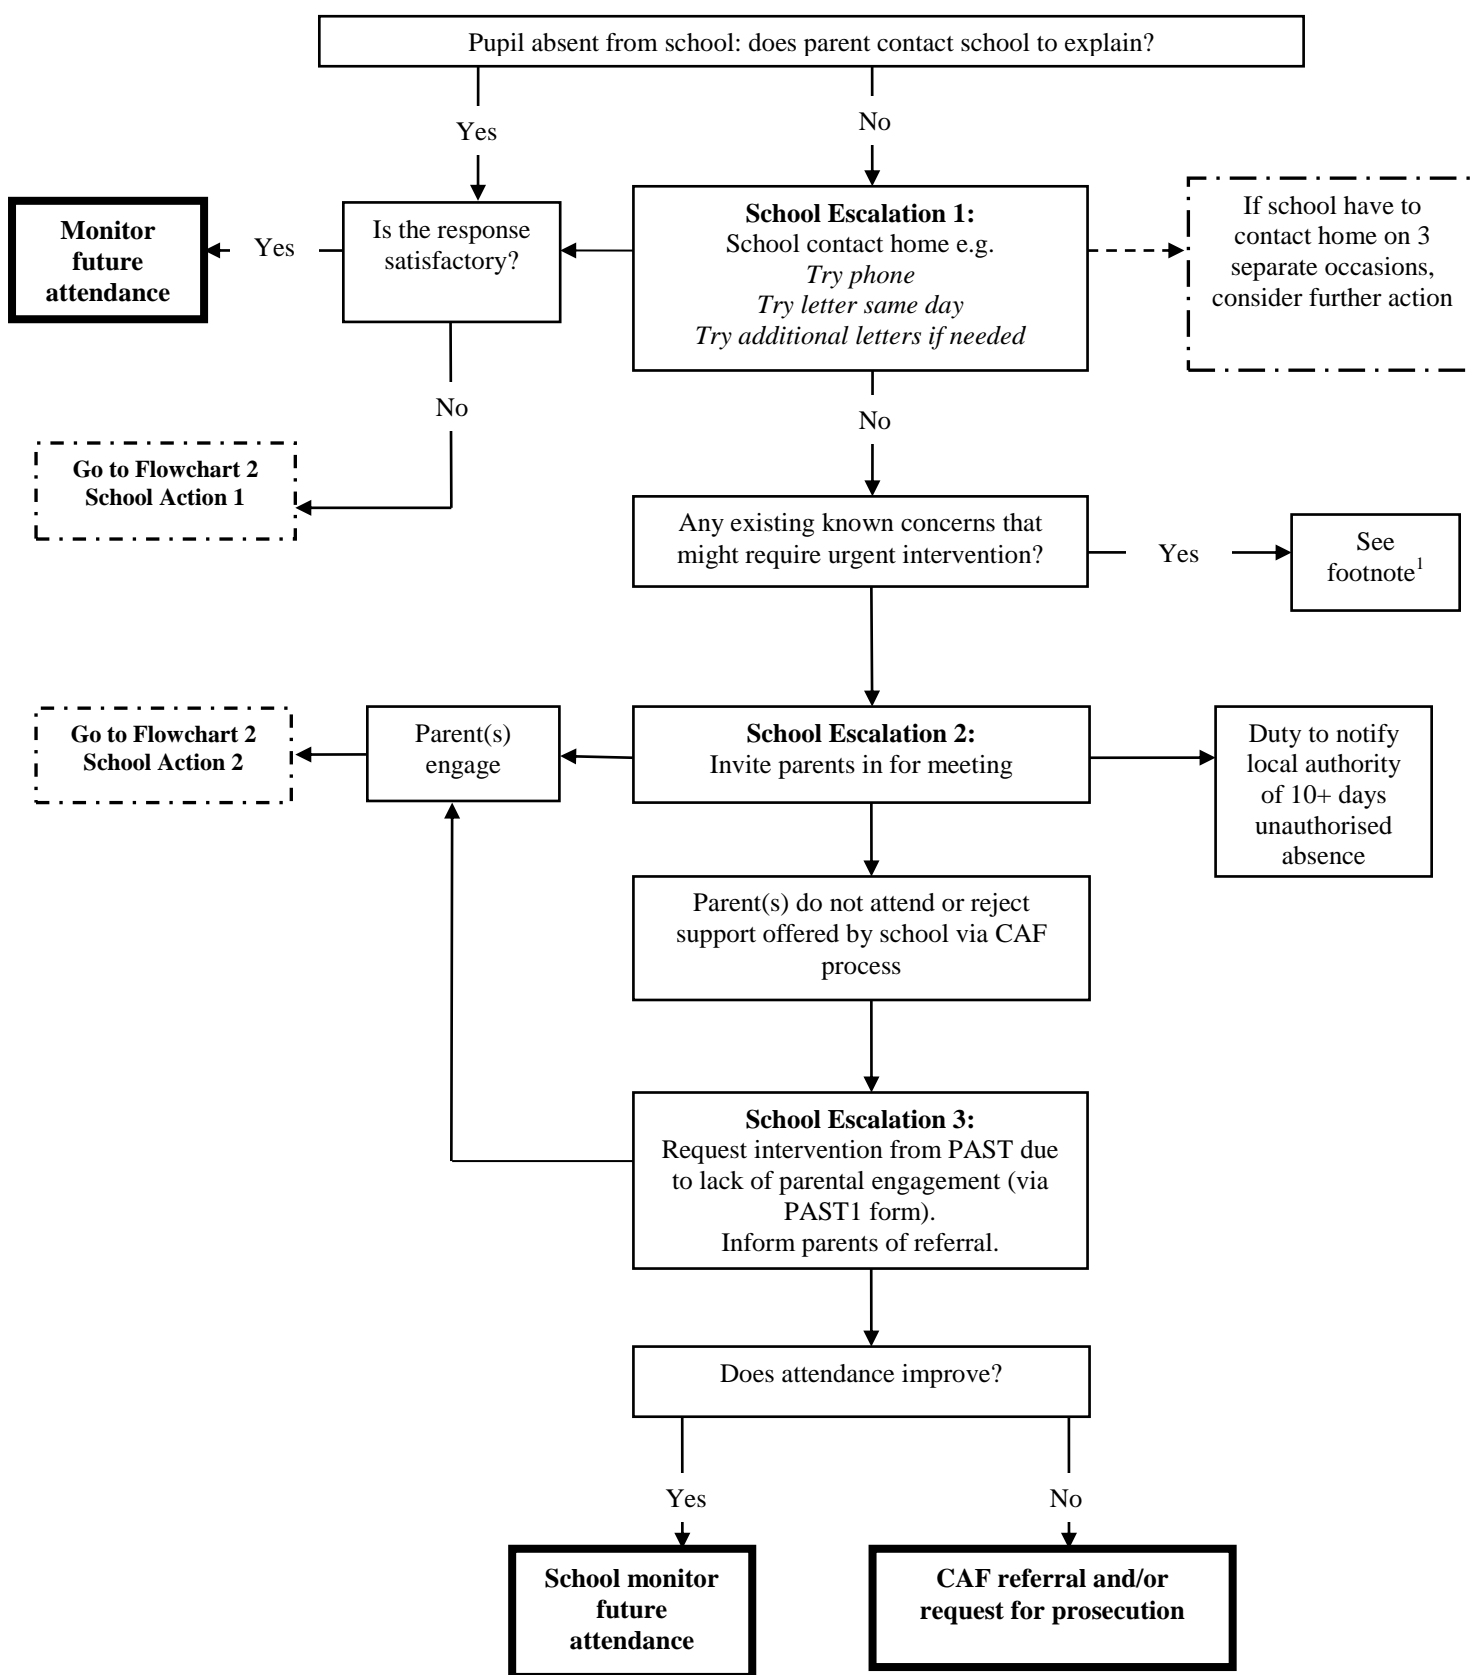 Pupil absent from school: does parent contact school to explain?
Yes
No
Monitor
future
attendance
Yes
Is the response
satisfactory?
School Escalation 1:
School contact home e.g.
Try phone
Try letter same day
Try additional letters if needed
If school have to
contact home on 3
separate occasions,
consider further action
No
No
Go to Flowchart 2
School Action 1
Any existing known concerns that
might require urgent intervention?
Yes
See
footnote1
Go to Flowchart 2
School Action 2
Parent(s)
engage
School Escalation 2:
Invite parents in for meeting
Duty to notify
local authority
of 10+ days
unauthorised
absence
Parent(s) do not attend or reject
support offered by school via CAF
process
School Escalation 3:
Request intervention from PAST due
to lack of parental engagement (via
PAST1 form).
Inform parents of referral.
Does attendance improve?
Yes
No
School monitor
future
attendance
CAF referral and/or
request for prosecution